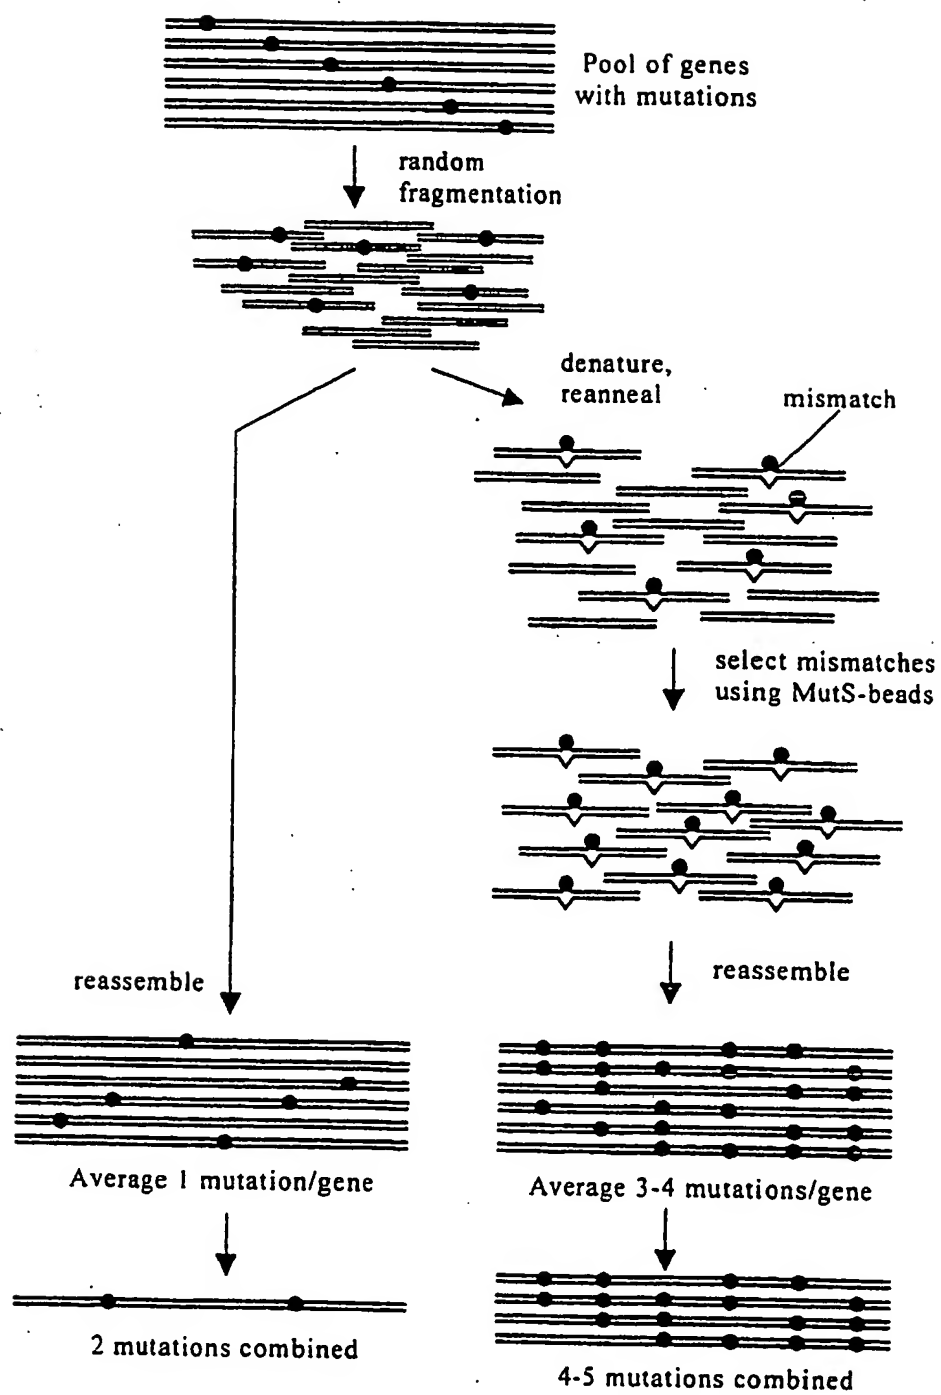 Pool of genes
with mutations
random
fragmentation
denature,
reanneal
mismatch
select mismatches
using MutS-beads
reassemble
reassemble
Average 1 mutation/gene
Average 3-4 mutations/gene
2 mutations combined
4-5 mutations combined